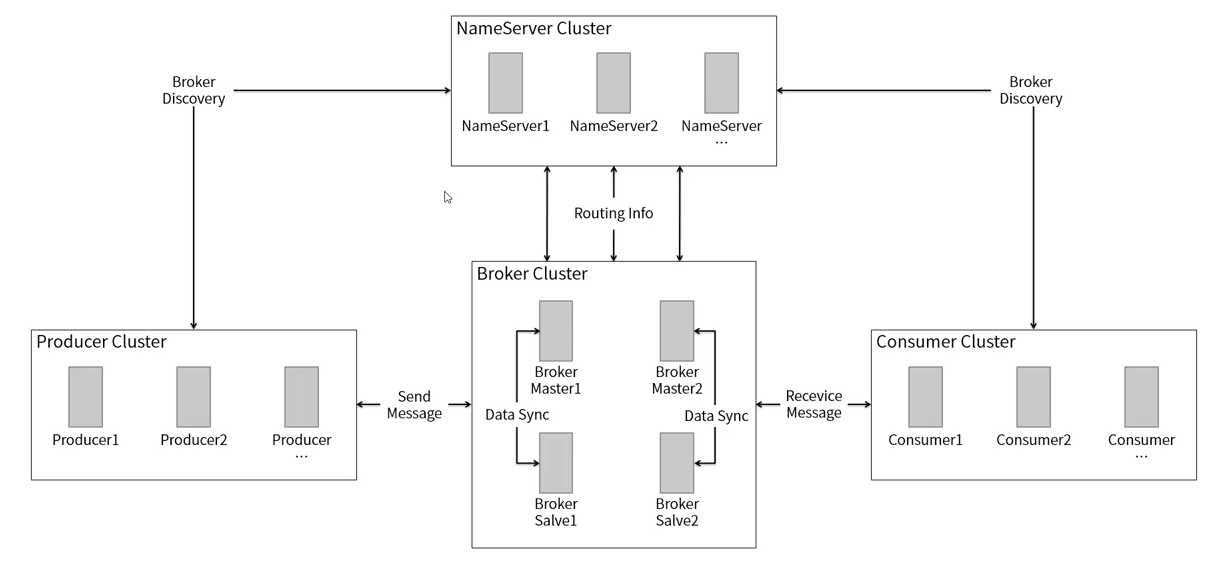 NameServer Cluster
NameServer1
NameServer2
NameServer
...
Broker
Discovery
Broker
Discovery
Routing Info
Broker Cluster
Broker
Master1
Broker
Master2
Data Sync
Data Sync
Broker
Salve1
Broker
Salve2
Producer Cluster
Producer1
Producer2
Producer
...
Send
Message
Recevice
Message
Consumer Cluster
Consumer1
Consumer2
Consumer
...